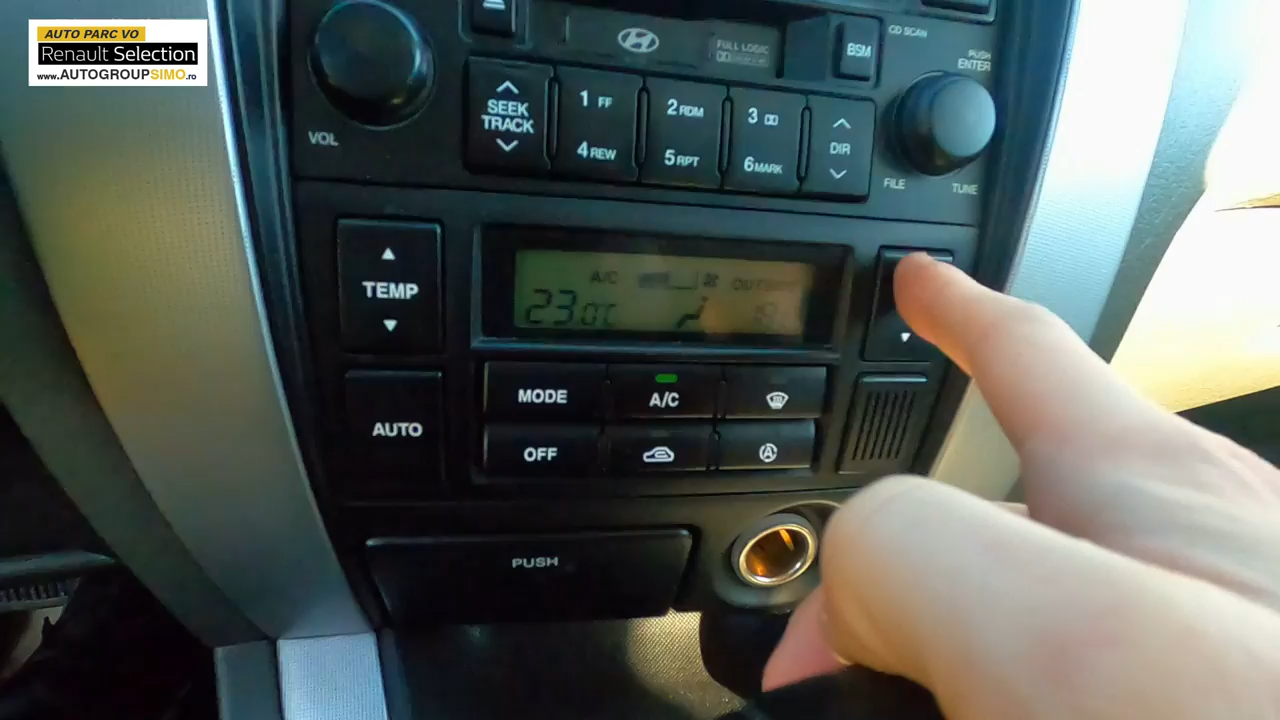 AUTO PARC VO
Renault Selection
www.AUTOGROUPSIMO.ro
CD SCAN
FULL LOGIC
BSM
PUSH
ENTER
SEEK
TRACK
1 FF
2 RDM
3
DIR
4 REW
5 RPT
6 MARK
VOL
FILE
TUNE
TEMP
A/C
23.0°C
MODE
A/C
AUTO
OFF
PUSH